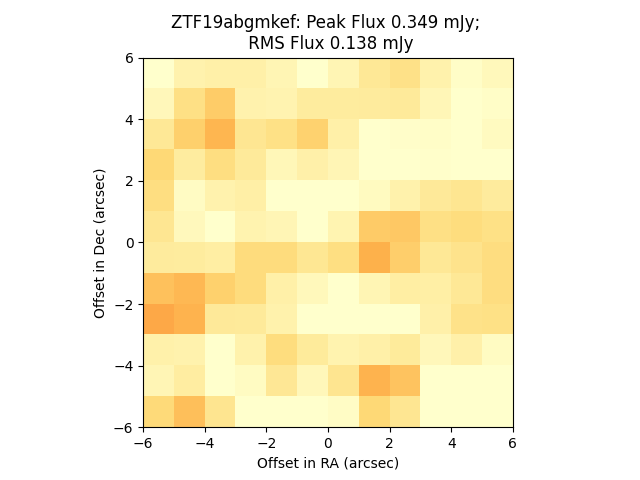 ZTF19abgmkef: Peak Flux 0.349 mJy;
RMS Flux 0.138 mJy
6
4
2
0
−2
−4
−6
Offset in Dec (arcsec)
−6 −4 −2 0 2 4 6
Offset in RA (arcsec)